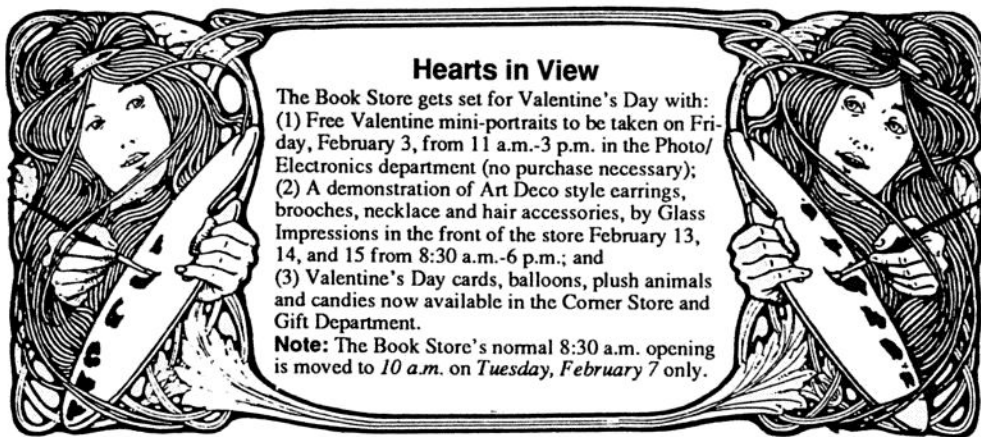 Hearts in View
The Book Store gets set for Valentine's Day with:
(1) Free Valentine mini-portraits to be taken on Fri-
day, February 3, from 11 a.m.-3 p.m. in the Photo/
Electronics department (no purchase necessary);
(2) A demonstration of Art Deco style earrings,
brooches, necklace and hair accessories, by Glass
Impressions in the front of the store February 13,
14, and 15 from 8:30 a.m.-6 p.m.; and
(3) Valentine's Day cards, balloons, plush animals
and candies now available in the Corner Store and
Gift Department.
Note: The Book Store's normal 8:30 a.m. opening
is moved to 10 a.m. on Tuesday, February 7 only.